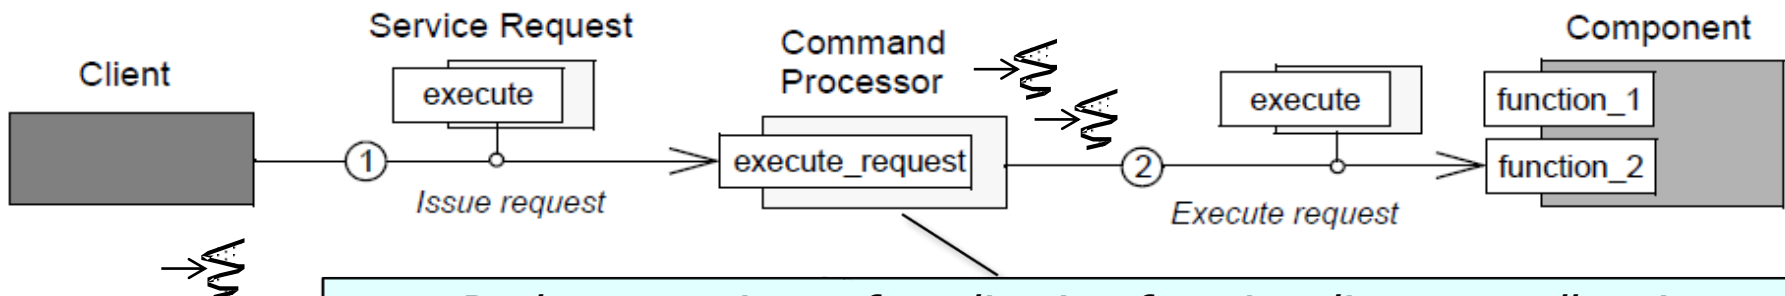 Client
Service Request
execute
1
Issue request
Command
Processor
execute_request
2
execute
Execute request
Component
function_1
function_2